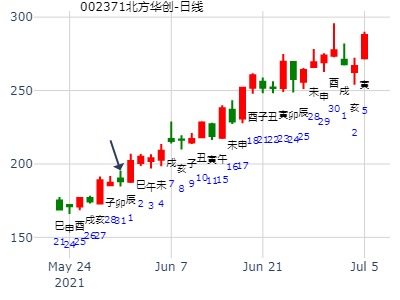 002371北方华创-日线
300
250
200
150
巳 申 酉 戌 亥 子 卯 辰 巳 午 未 戌 亥 子 丑 寅 午 未 申 酉 子 丑 寅 卯 辰 未 申 酉 戌 亥 寅
21 24 25 26 27 28 31 1 2 3 4 7 8 9 10 11 15 16 17 18 21 22 23 24 25 28 29 30 1 2 5
May 24 Jun 7 Jun 21 Jul 5
2021